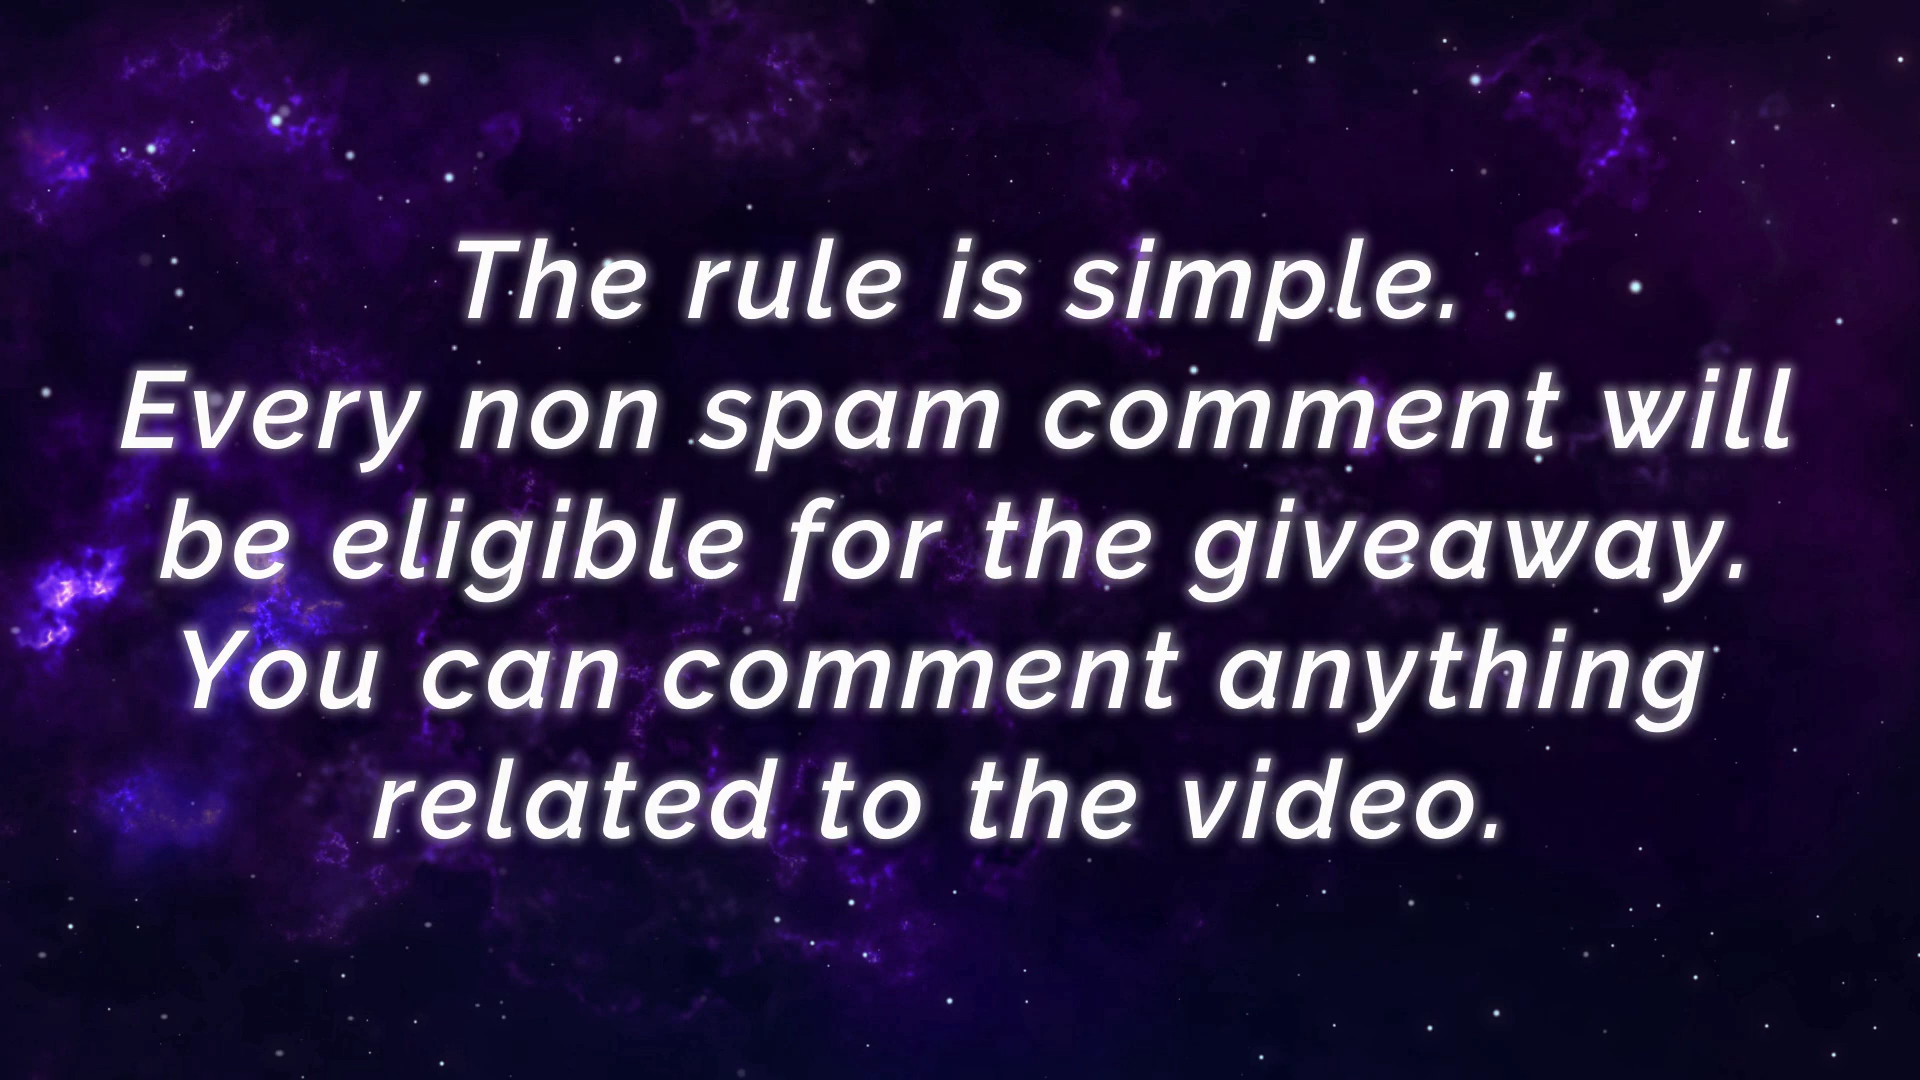 The rule is simple.
Every non spam comment will
be eligible for the giveaway.
You can comment anything
related to the video.